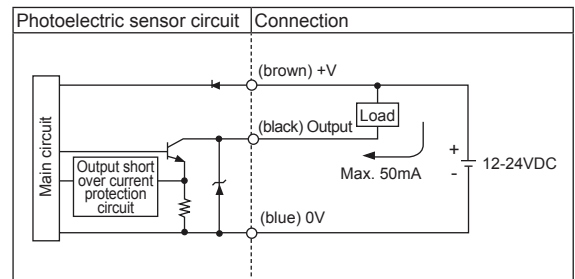 Photoelectric sensor circuit
Connection
(brown) +V
Load
(black) Output
Main circuit
Output short
over current
protection
circuit
Max. 50mA
+
-
12-24VDC
(blue) 0V